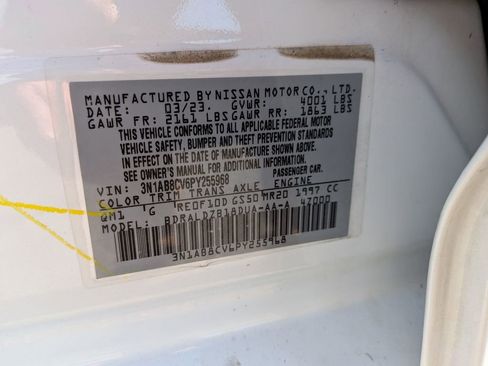 MANUFACTURED BY NISSAN MOTOR CO., LTD.
DATE: 03/23. GVWR: 4001 LBS
GAWR FR: 2161 LBS GAWR RR: 1863 LBS
THIS VEHICLE CONFORMS TO ALL APPLICABLE FEDERAL MOTOR
VEHICLE SAFETY, BUMPER AND THEFT PREVENTION STANDARDS
IN EFFECT ON THE DATE OF MANUFACTURE SHOWN ABOVE.
SEE OWNER'S MANUAL FOR ADDITIONAL INFORMATION.
VIN: 3N1AB8CV6PY255968 PASSENGER CAR.
COLOR TRIM TRANS AXLE ENGINE
QM1 G RE0F10D GS50 MR20 1997 CC
MODEL: BDRALDZB18DUA-AA-A 47000
3N1AB8CV6PY255968